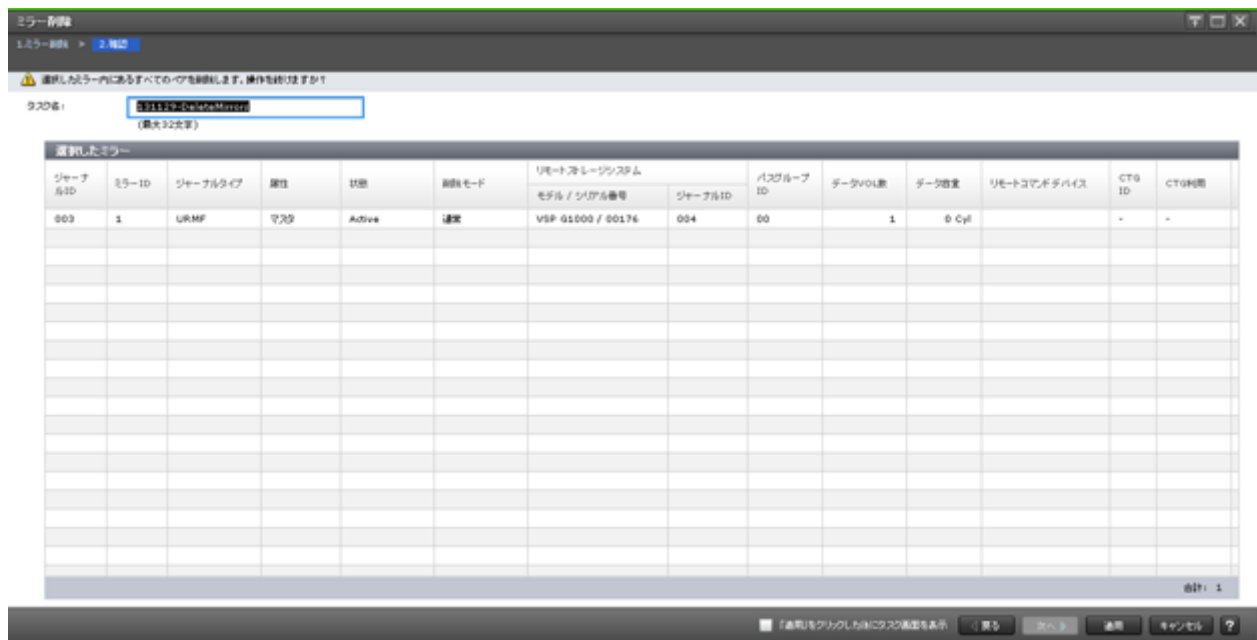 ミラー削除
1.ミラー削除 > 2.確認
選択したミラー内にあるすべてのペアを削除します。操作を続けますか?
タスク名:
131129-DeleteMirrors
(最大32文字)
選択したミラー
ジャーナルID ミラーID ジャーナルタイプ 属性 状態 削除モード リモートストレージシステム パスグループID データVOL数 データ容量 リモートコマンドデバイス CTG ID CTG利用
モデル / シリアル番号 ジャーナルID
003 1 URMF マスタ Active 通常 VSP G1000 / 00176 004 00 1 0 Cyl - -
合計: 1
「適用」をクリックした後にタスク画面を表示 戻る 次へ 適用 キャンセル ?